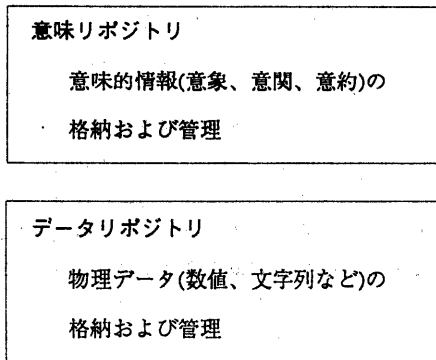 意味リポジトリ
意味的情報(意象、意関、意約)の
格納および管理
データリポジトリ
物理データ(数値、文字列など)の
格納および管理